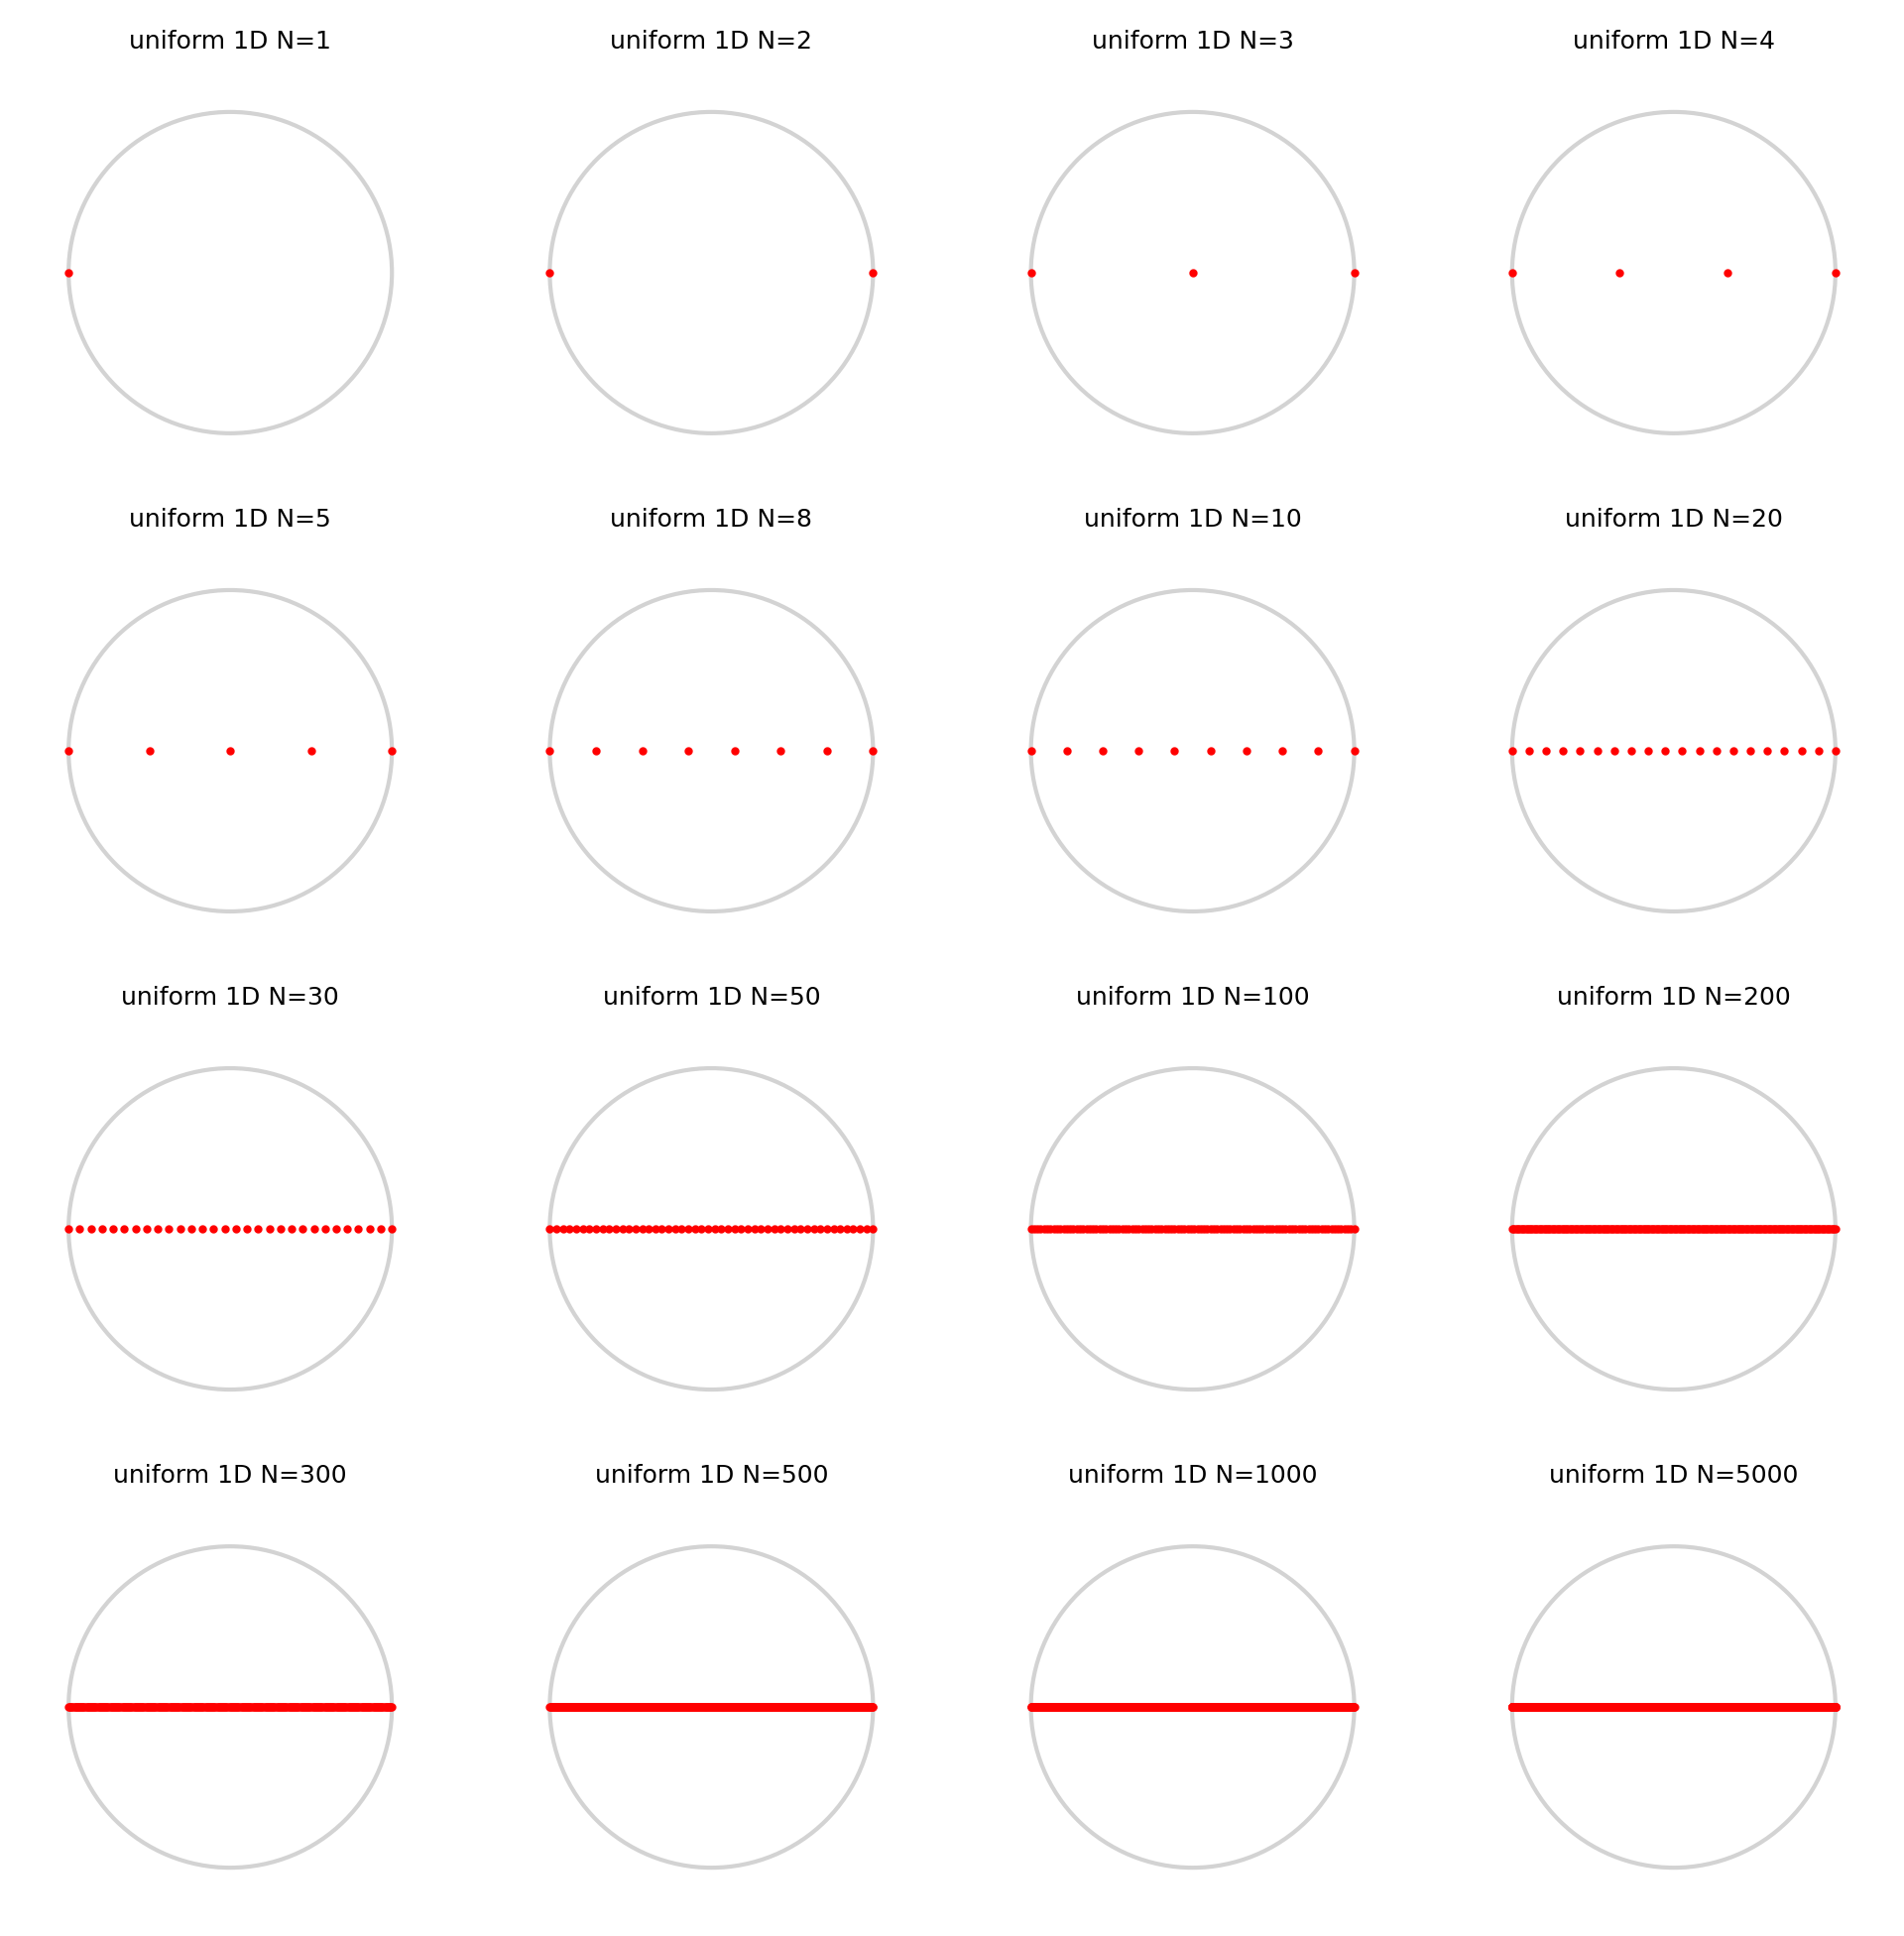 uniform 1D N=1
uniform 1D N=2
uniform 1D N=3
uniform 1D N=4
uniform 1D N=5
uniform 1D N=8
uniform 1D N=10
uniform 1D N=20
uniform 1D N=30
uniform 1D N=50
uniform 1D N=100
uniform 1D N=200
uniform 1D N=300
uniform 1D N=500
uniform 1D N=1000
uniform 1D N=5000